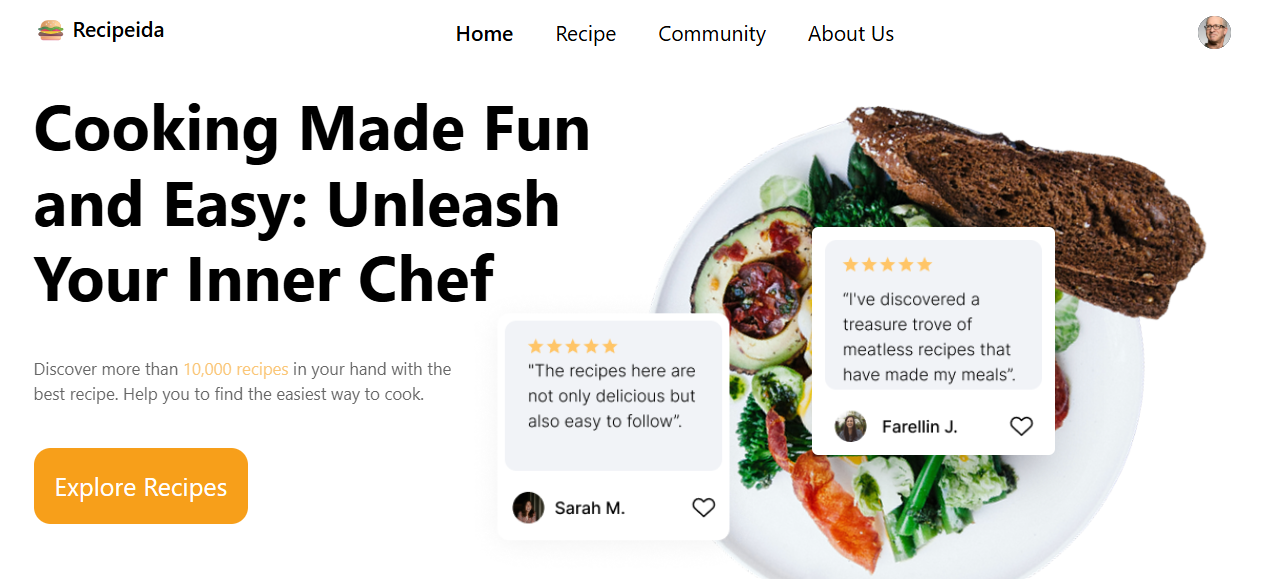 Recipeida
Home
Recipe
Community
About Us
Cooking Made Fun
and Easy: Unleash
Your Inner Chef
Discover more than 10,000 recipes in your hand with the
best recipe. Help you to find the easiest way to cook.
Explore Recipes
"The recipes here are
not only delicious but
also easy to follow”.
Sarah M.
“I've discovered a
treasure trove of
meatless recipes that
have made my meals”.
Farellin J.